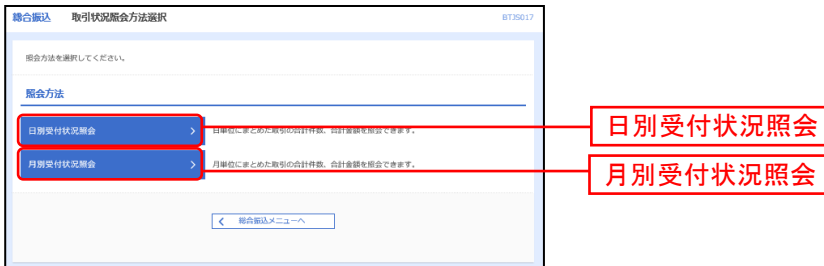 総合振込 取引状況照会方法選択 BTJS017
照会方法を選択してください。
照会方法
日別受付状況照会 日単位にまとめた取引の合計件数、合計金額を照会できます。
月別受付状況照会 月単位にまとめた取引の合計件数、合計金額を照会できます。
総合振込メニューへ
日別受付状況照会
月別受付状況照会